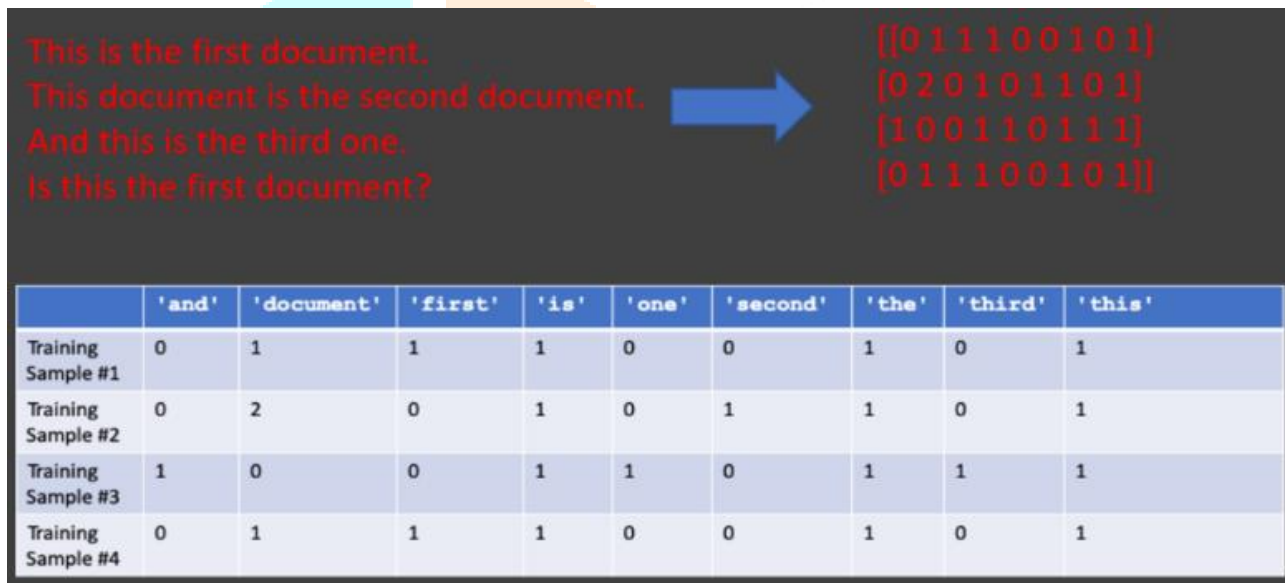 This is the first document.
This document is the second document.
And this is the third one.
Is this the first document?
[[0 1 1 1 0 0 1 0 1]
[0 2 0 1 0 1 1 0 1]
[1 0 0 1 1 0 1 1 1]
[0 1 1 1 0 0 1 0 1]]
'and' 'document' 'first' 'is' 'one' 'second' 'the' 'third' 'this'
Training 0 1 1 1 0 0 1 0 1
Sample #1
Training 0 2 0 1 0 1 1 0 1
Sample #2
Training 1 0 0 1 1 0 1 1 1
Sample #3
Training 0 1 1 1 0 0 1 0 1
Sample #4